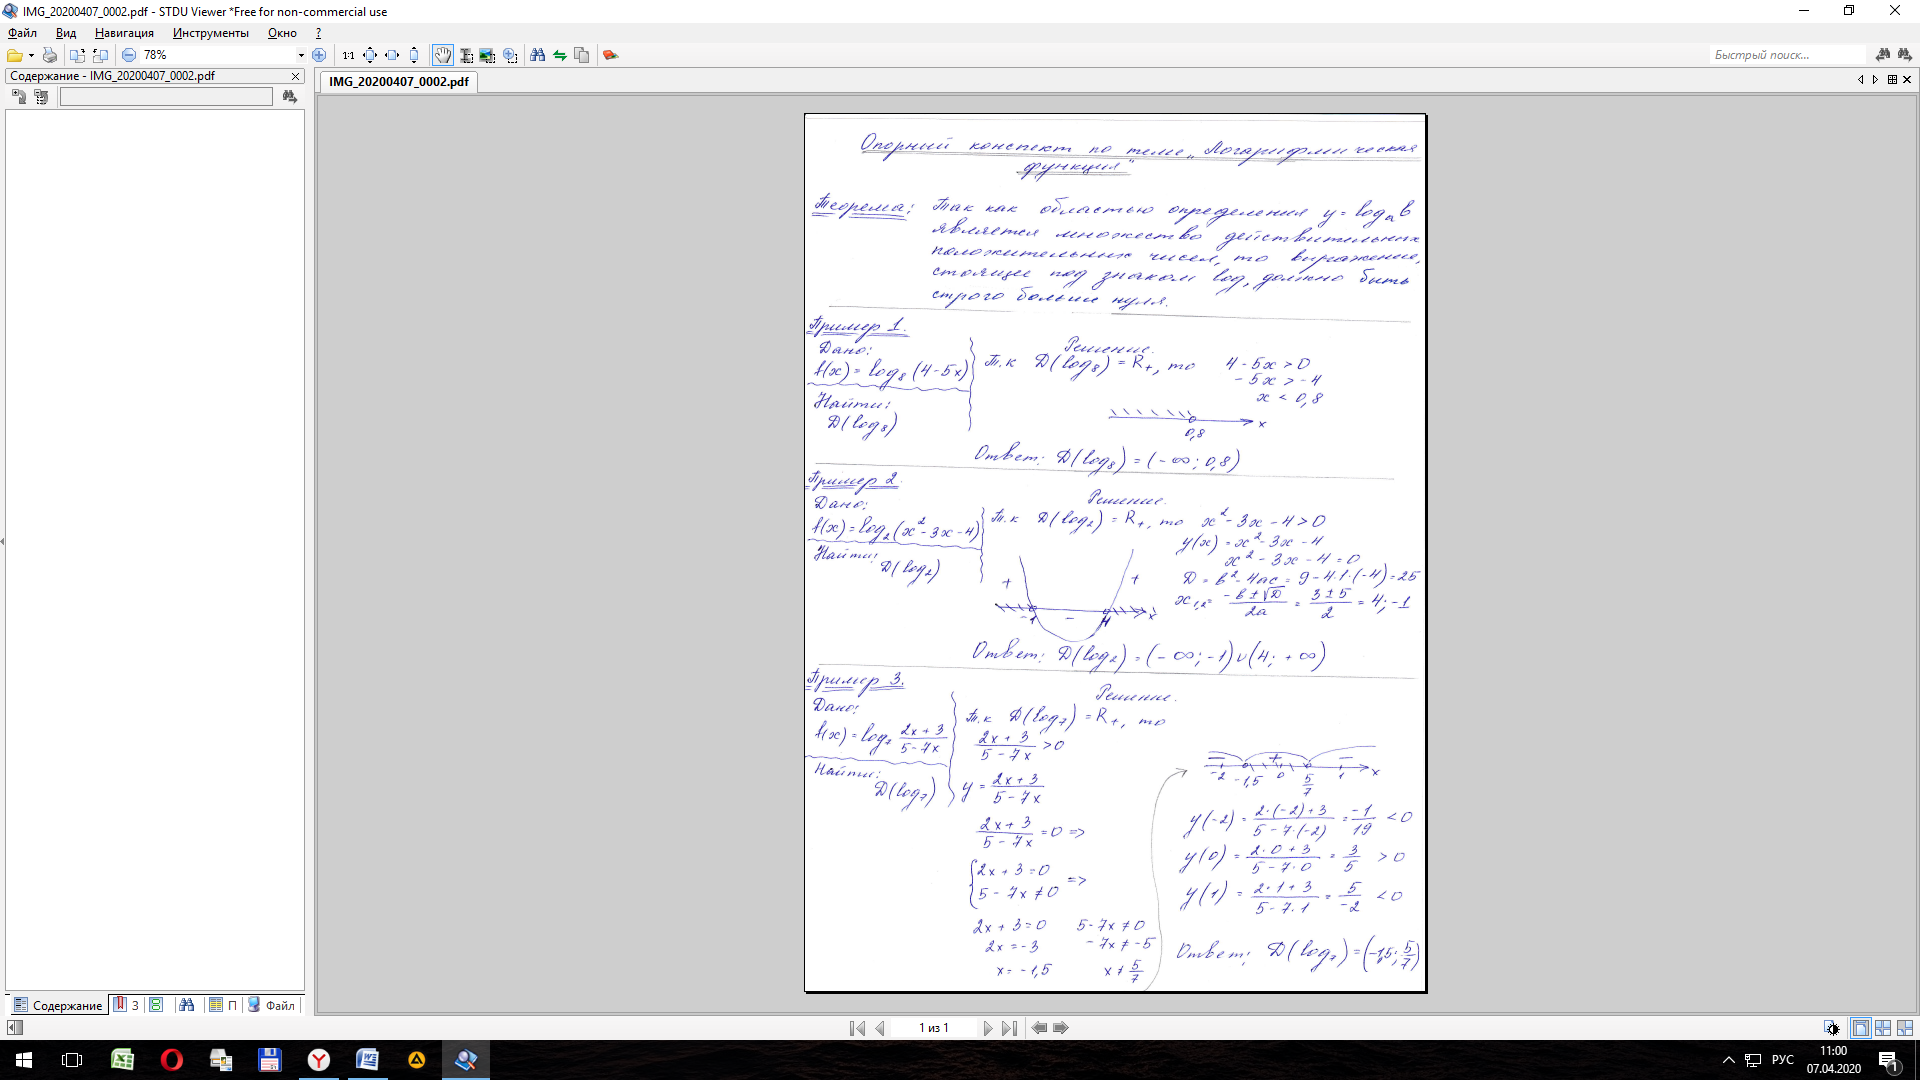 IMG_20200407_0002.pdf - STDU Viewer *Free for non-commercial use
Файл Вид Навигация Инструменты Окно ?
78% 1:1 Быстрый поиск...
Содержание - IMG_20200407_0002.pdf
IMG_20200407_0002.pdf
Опорный конспект по теме „Логарифмическая
функция"
Теорема: Так как областью определения y = log_a b
является множество действительных
положительных чисел, то выражение,
стоящее под знаком log, должно быть
строго больше нуля.
Пример 1.
Дано:
f(x) = log₈ (4-5x)
Найти:
D(log₈)
Решение.
Т.к D(log₈) = R₊, то 4 - 5x > 0
- 5x > - 4
x < 0,8
0,8 x
Ответ: D(log₈) = (- ∞; 0,8)
Пример 2.
Дано:
f(x) = log₂ (x² - 3x - 4)
Найти:
D(log₂)
Решение.
Т.к D(log₂) = R₊, то x² - 3x - 4 > 0
y(x) = x² - 3x - 4
x² - 3x - 4 = 0
D = b² - 4ac = 9 - 4·1·(-4) = 25
x₁,₂ = (-b ± √D)/2a = (3 ± 5)/2 = 4; -1
+ +
-1 - 4 x
Ответ: D(log₂) = (- ∞; -1) ∪ (4; + ∞)
Пример 3.
Дано:
f(x) = log₇ (2x + 3)/(5 - 7x)
Найти:
D(log₇)
Решение.
Т.к D(log₇) = R₊, то
(2x + 3)/(5 - 7x) > 0
y = (2x + 3)/(5 - 7x)
(2x + 3)/(5 - 7x) = 0 =>
{2x + 3 = 0
5 - 7x ≠ 0 =>
2x + 3 = 0 5 - 7x ≠ 0
2x = -3 - 7x ≠ -5
x = -1,5 x ≠ 5/7
- + -
-2 -1,5 0 5/7 1 x
y(-2) = (2·(-2) + 3)/(5 - 7·(-2)) = -1/19 < 0
y(0) = (2·0 + 3)/(5 - 7·0) = 3/5 > 0
y(1) = (2·1 + 3)/(5 - 7·1) = 5/-2 < 0
Ответ: D(log₇) = (-1,5; 5/7)
Содержание З П Файл
1 из 1
РУС 11:00
07.04.2020
1